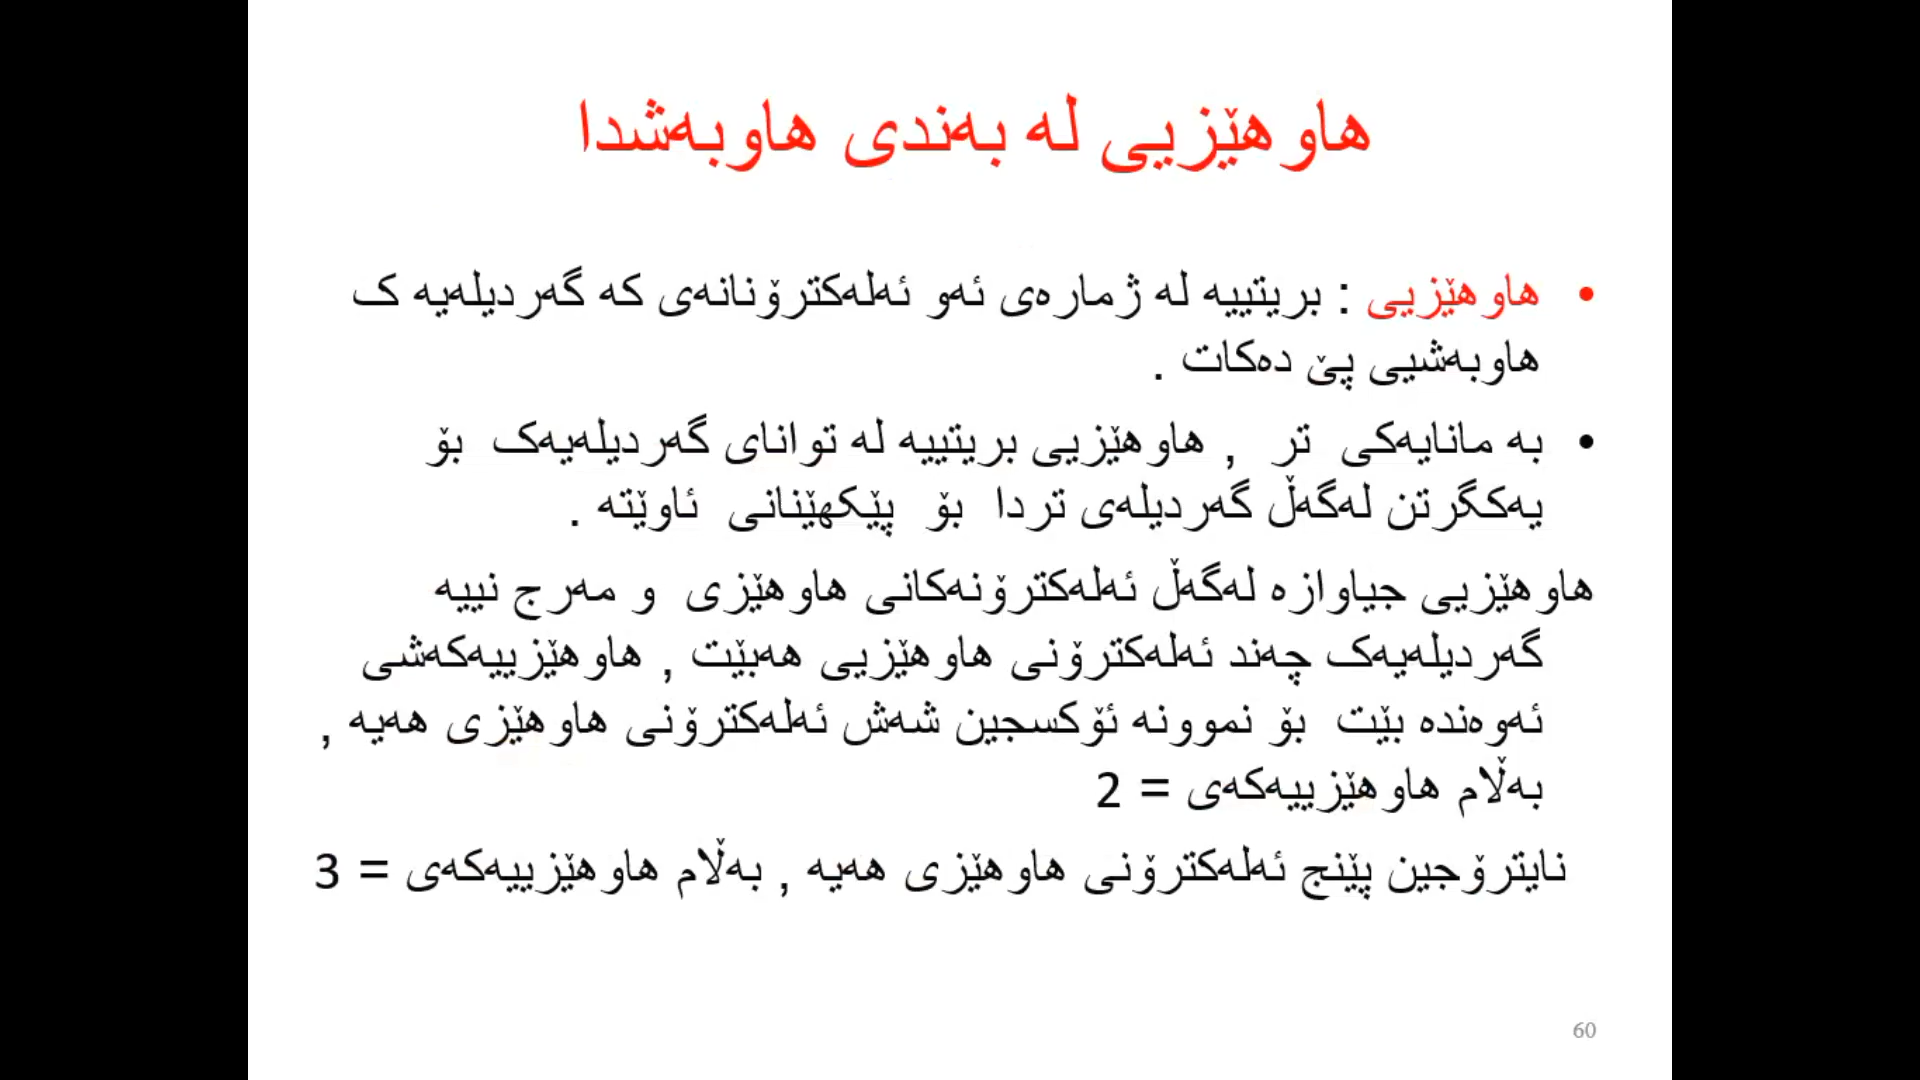 هاوهێزیی لە بەندی هاوبەشدا
• هاوهێزیی : بریتییە لە ژمارەی ئەو ئەلەکترۆنانەی کە گەردیلەیە ک
هاوبەشیی پێ دەکات .
• بە مانایەکی تر , هاوهێزیی بریتییە لە توانای گەردیلەیەک بۆ
یەکگرتن لەگەڵ گەردیلەی تردا بۆ پێکهێنانی ئاوێتە .
هاوهێزیی جیاوازە لەگەڵ ئەلەکترۆنەکانی هاوهێزی و مەرج نییە
گەردیلەیەک چەند ئەلەکترۆنی هاوهێزیی هەبێت , هاوهێزییەکەشی
ئەوەندە بێت بۆ نموونە ئۆکسجین شەش ئەلەکترۆنی هاوهێزی هەیە ,
بەڵام هاوهێزییەکەی = 2
نایترۆجین پێنج ئەلەکترۆنی هاوهێزی هەیە , بەڵام هاوهێزییەکەی = 3
60